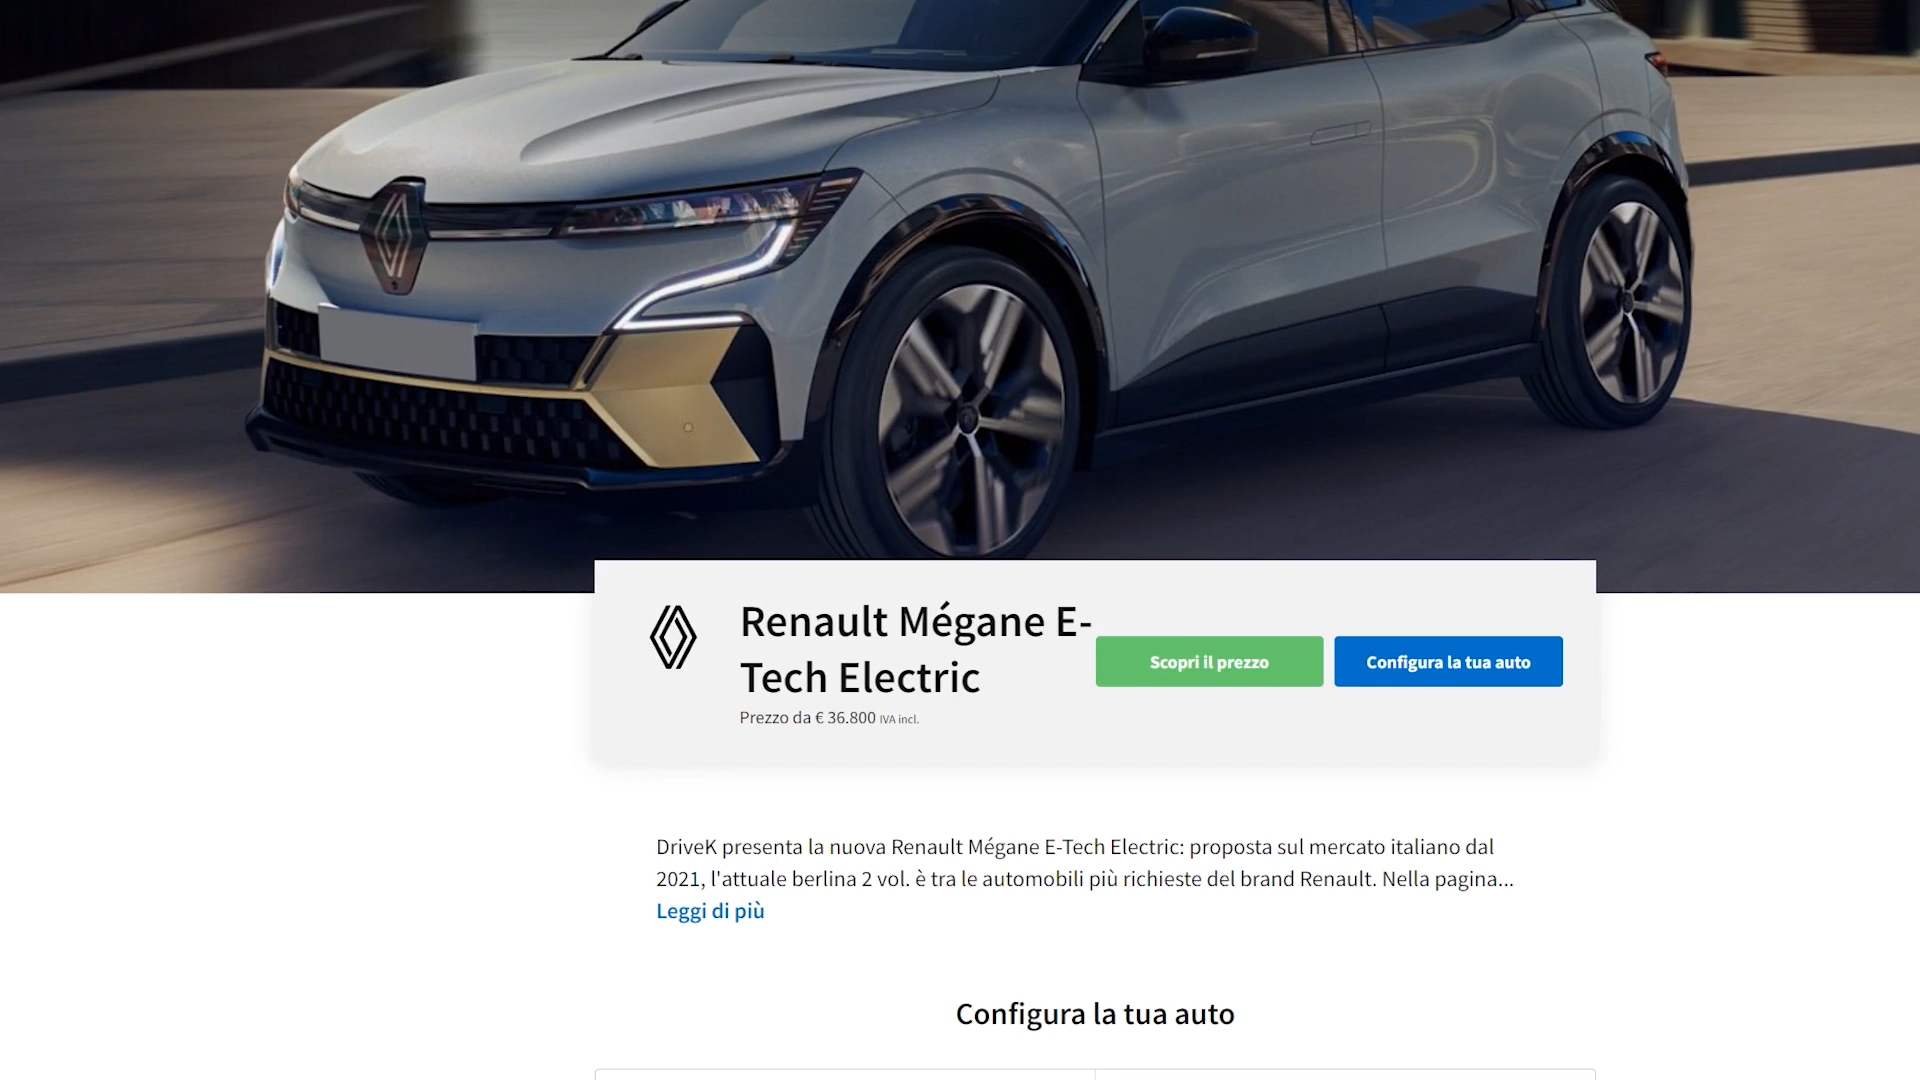 Renault Mégane E-
Tech Electric
Prezzo da € 36.800 IVA incl.
Scopri il prezzo
Configura la tua auto
DriveK presenta la nuova Renault Mégane E-Tech Electric: proposta sul mercato italiano dal
2021, l'attuale berlina 2 vol. è tra le automobili più richieste del brand Renault. Nella pagina...
Leggi di più
Configura la tua auto